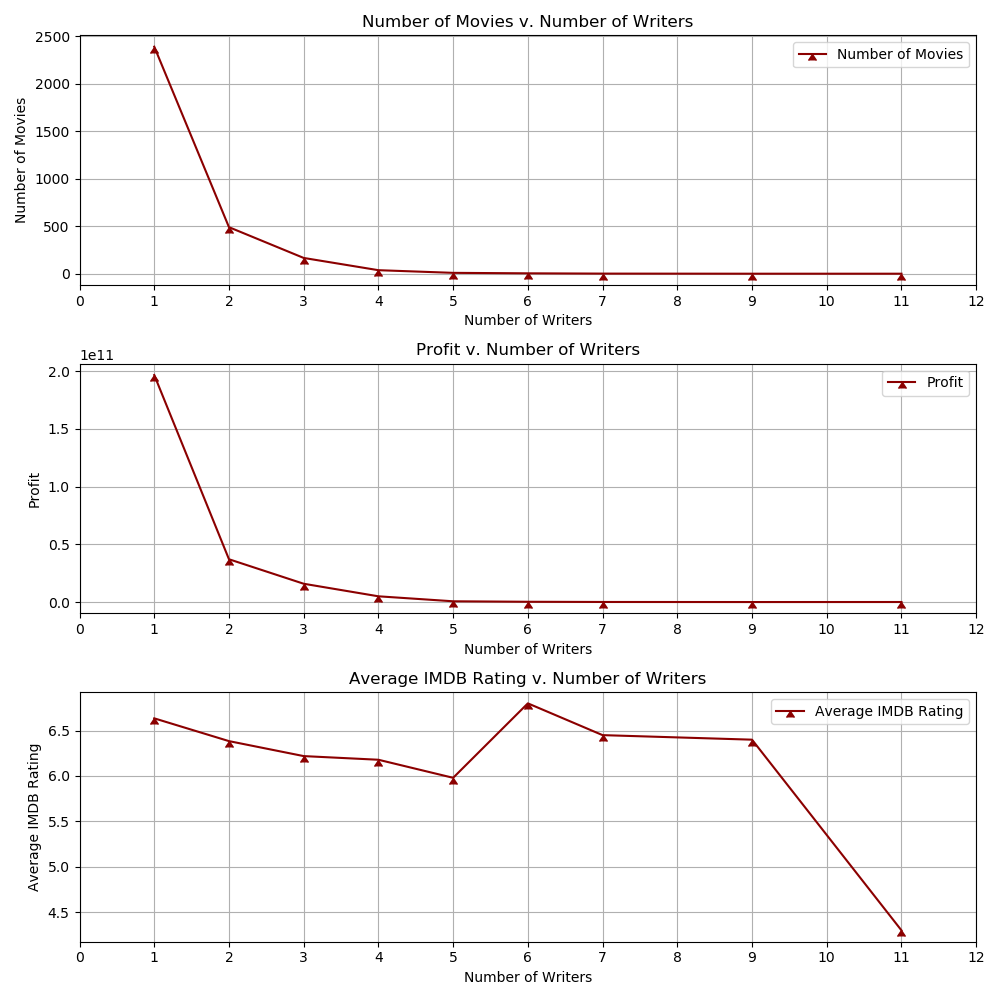 Number of Movies v. Number of Writers
2500
2000
1500
1000
500
0
Number of Movies
Number of Movies
0 1 2 3 4 5 6 7 8 9 10 11 12
Number of Writers
Profit v. Number of Writers
1e11
2.0
1.5
1.0
0.5
0.0
Profit
Profit
0 1 2 3 4 5 6 7 8 9 10 11 12
Number of Writers
Average IMDB Rating v. Number of Writers
6.5
6.0
5.5
5.0
4.5
Average IMDB Rating
Average IMDB Rating
0 1 2 3 4 5 6 7 8 9 10 11 12
Number of Writers